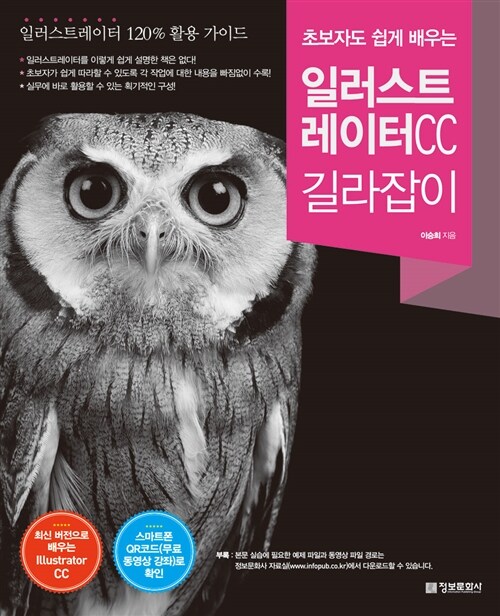 일러스트레이터 120% 활용 가이드
★ 일러스트레이터를 이렇게 쉽게 설명한 책은 없다!
★ 초보자가 쉽게 따라할 수 있도록 각 작업에 대한 내용을 빠짐없이 수록!
★ 실무에 바로 활용할 수 있는 획기적인 구성!
초보자도 쉽게 배우는
일러스트
레이터CC
길라잡이
이승희 지음
최신 버전으로
배우는
Illustrator
CC
스마트폰
QR코드(무료
동영상 강좌)로
확인
부록 : 본문 실습에 필요한 예제 파일과 동영상 파일 경로는
정보문화사 자료실(www.infopub.co.kr)에서 다운로드할 수 있습니다.
정보문화사